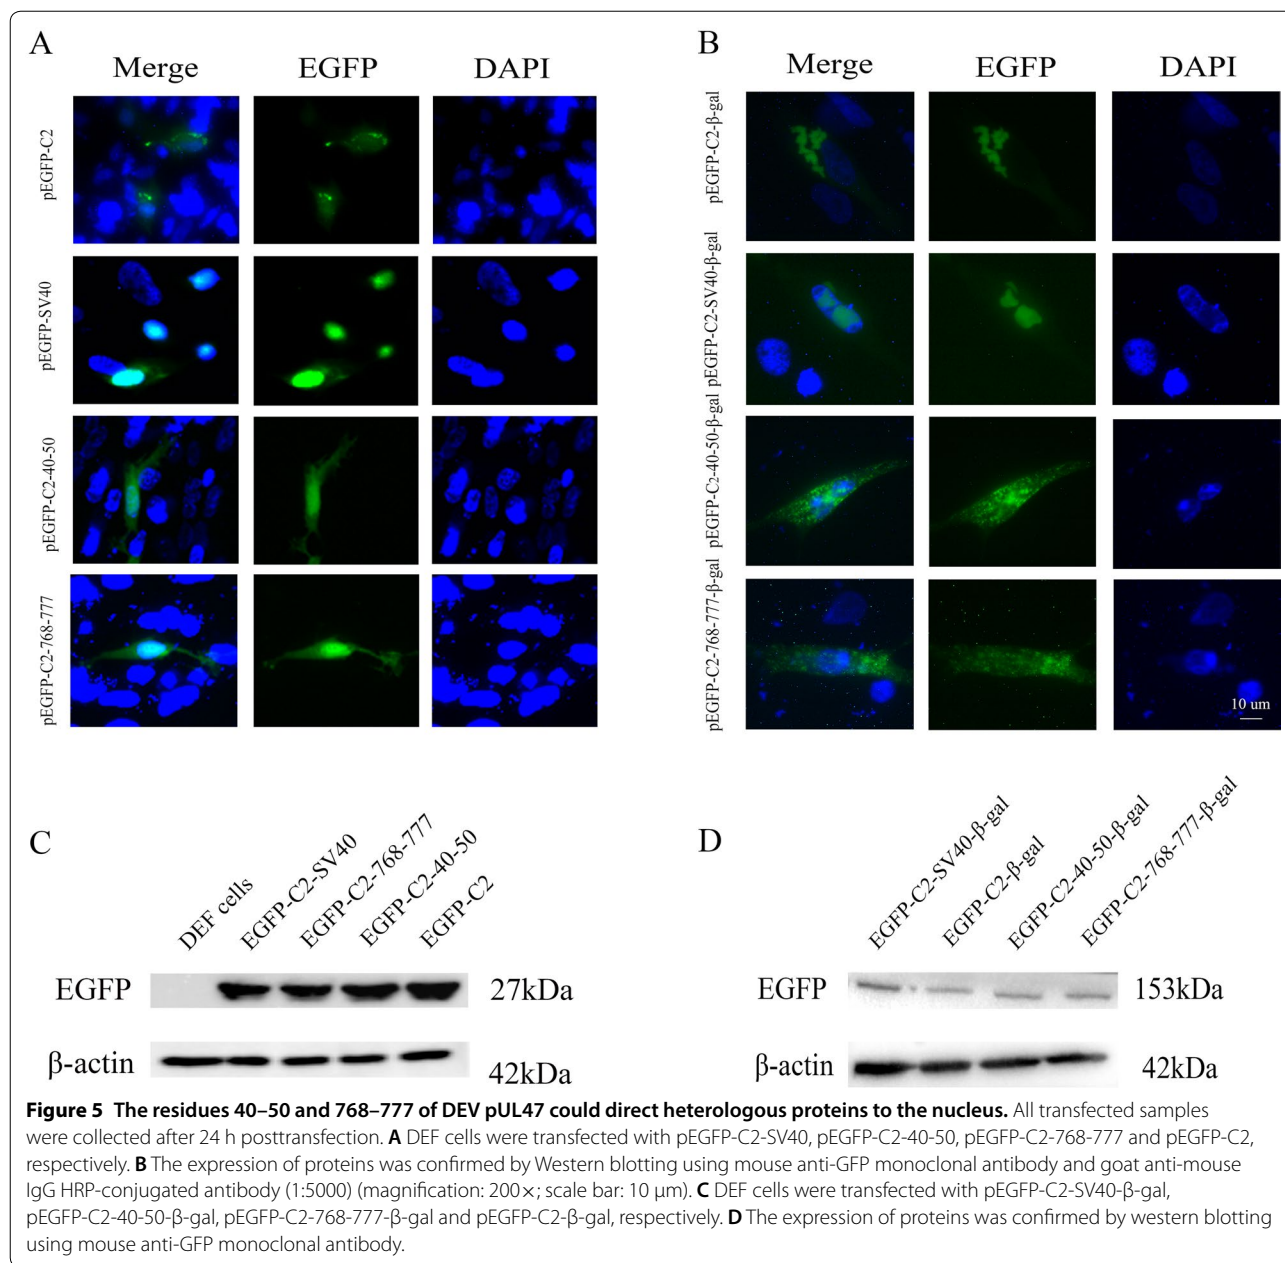 A
Merge EGFP DAPI
pEGFP-C2
pEGFP-SV40
pEGFP-C2-40-50
pEGFP-C2-768-777
B
Merge EGFP DAPI
pEGFP-C2-β-gal
pEGFP-C2-SV40-β-gal
pEGFP-C2-40-50-β-gal
pEGFP-C2-768-777-β-gal
10 um
C
DEF cells
EGFP-C2-SV40
EGFP-C2-768-777
EGFP-C2-40-50
EGFP-C2
EGFP 27kDa
β-actin 42kDa
D
EGFP-C2-SV40-β-gal
EGFP-C2-β-gal
EGFP-C2-40-50-β-gal
EGFP-C2-768-777-β-gal
EGFP 153kDa
β-actin 42kDa
Figure 5 The residues 40–50 and 768–777 of DEV pUL47 could direct heterologous proteins to the nucleus. All transfected samples
were collected after 24 h posttransfection. A DEF cells were transfected with pEGFP-C2-SV40, pEGFP-C2-40-50, pEGFP-C2-768-777 and pEGFP-C2,
respectively. B The expression of proteins was confirmed by Western blotting using mouse anti-GFP monoclonal antibody and goat anti-mouse
IgG HRP-conjugated antibody (1:5000) (magnification: 200×; scale bar: 10 μm). C DEF cells were transfected with pEGFP-C2-SV40-β-gal,
pEGFP-C2-40-50-β-gal, pEGFP-C2-768-777-β-gal and pEGFP-C2-β-gal, respectively. D The expression of proteins was confirmed by western blotting
using mouse anti-GFP monoclonal antibody.